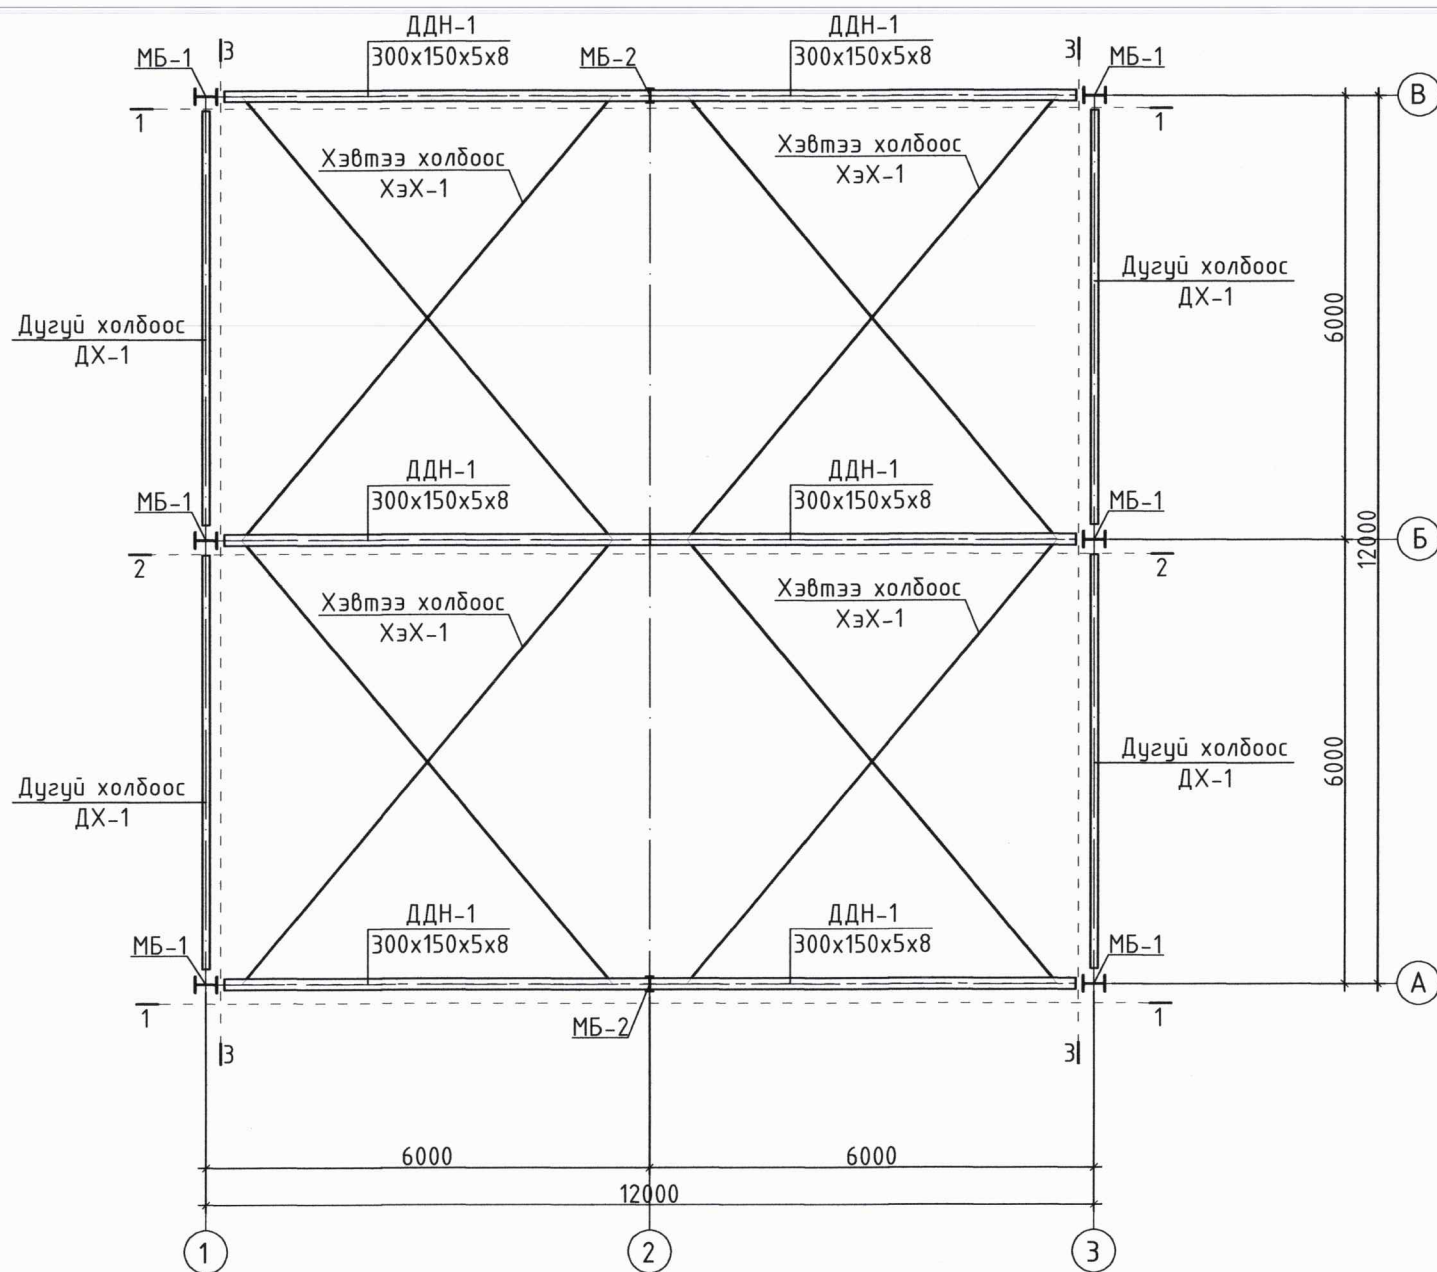 ДДН-1
300x150x5x8
ДДН-1
300x150x5x8
3
3
МБ-1
МБ-2
МБ-1
В
1
1
Хэвтээ холбоос
ХэХ-1
Хэвтээ холбоос
ХэХ-1
Дугуй холбоос
ДХ-1
6000
Дугуй холбоос
ДХ-1
ДДН-1
300x150x5x8
ДДН-1
300x150x5x8
МБ-1
МБ-1
12000
Б
2
2
Хэвтээ холбоос
ХэХ-1
Хэвтээ холбоос
ХэХ-1
Дугуй холбоос
ДХ-1
6000
Дугуй холбоос
ДХ-1
ДДН-1
300x150x5x8
ДДН-1
300x150x5x8
МБ-1
МБ-1
А
1
1
МБ-2
3
3
6000
6000
12000
1
2
3